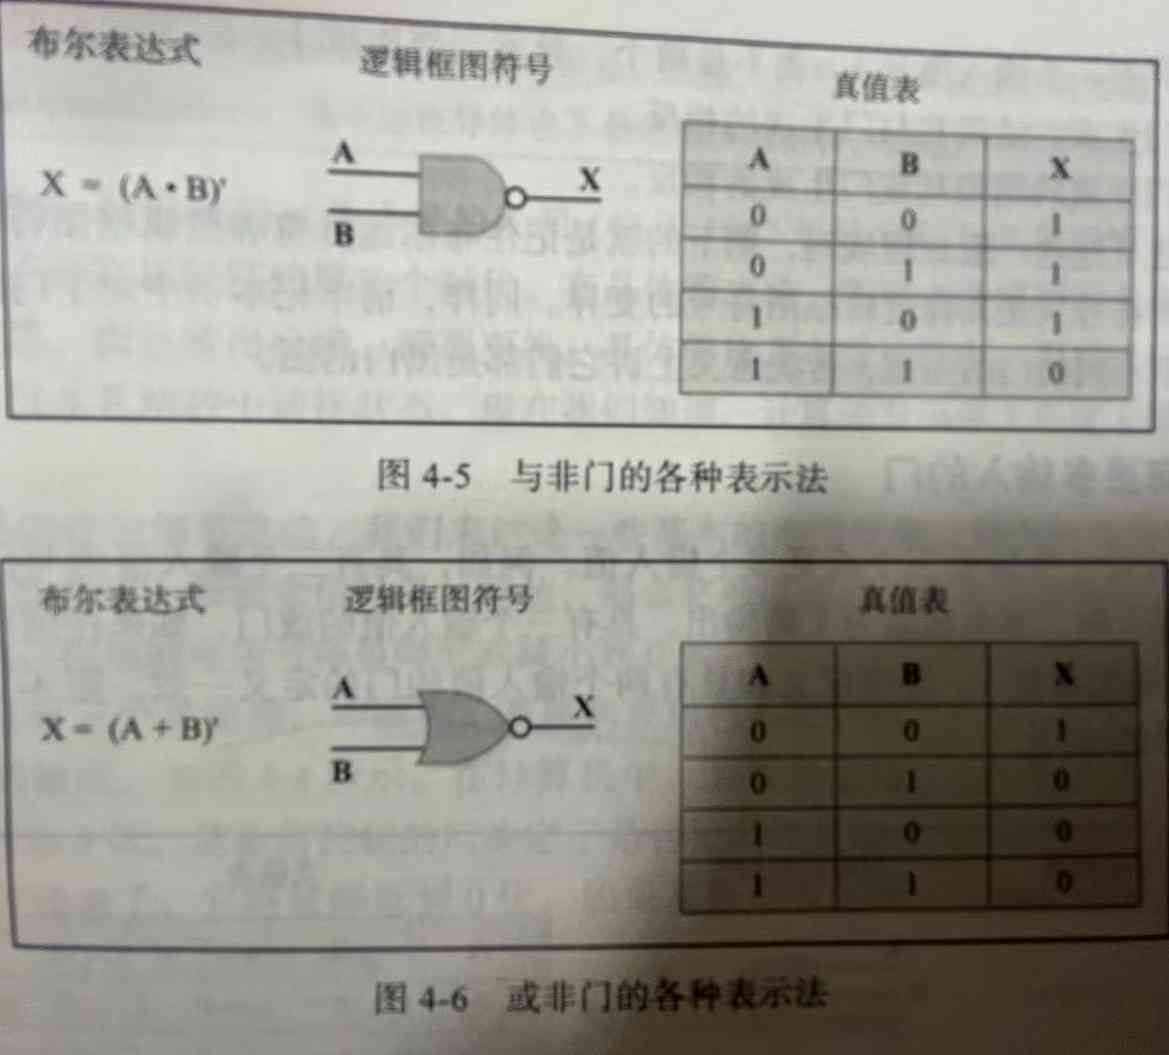 布尔表达式 逻辑框图符号 真值表
X = (A • B)' A B X
A B X
0 0 1
0 1 1
1 0 1
1 1 0
图 4-5 与非门的各种表示法
布尔表达式 逻辑框图符号 真值表
X = (A + B)' A B X
A B X
0 0 1
0 1 0
1 0 0
1 1 0
图 4-6 或非门的各种表示法